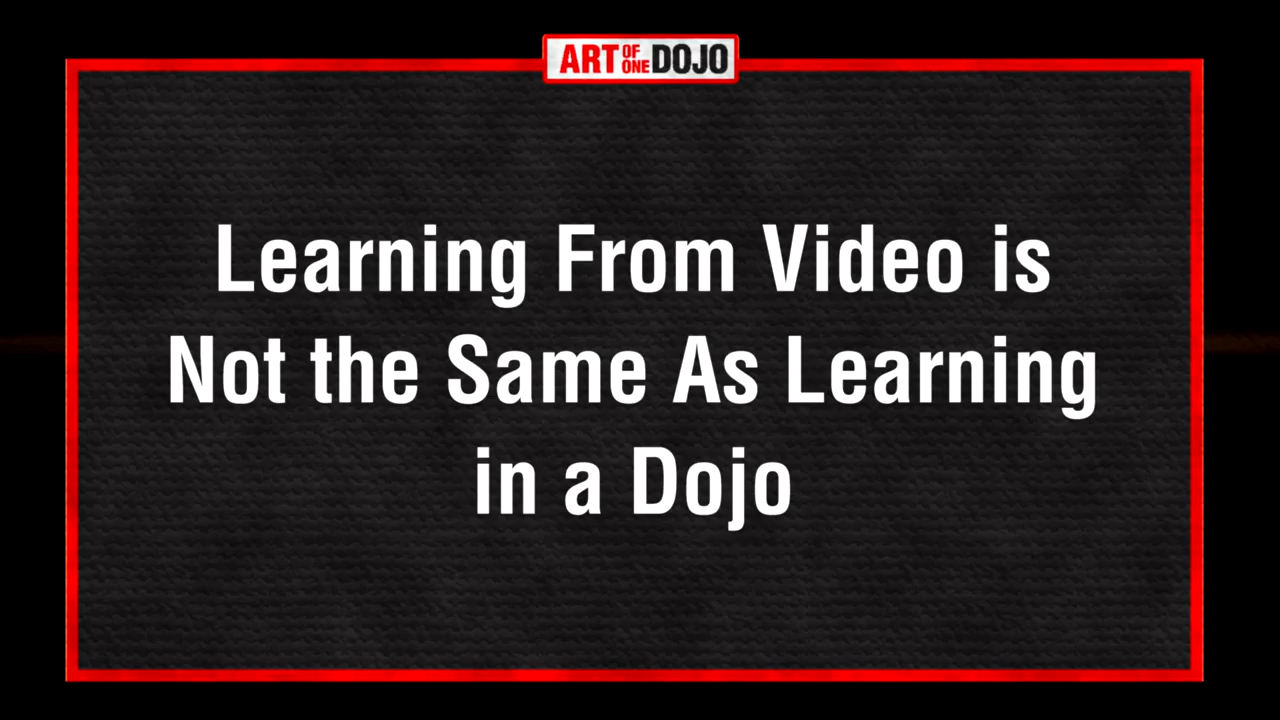 ART OF ONE DOJO
Learning From Video is
Not the Same As Learning
in a Dojo